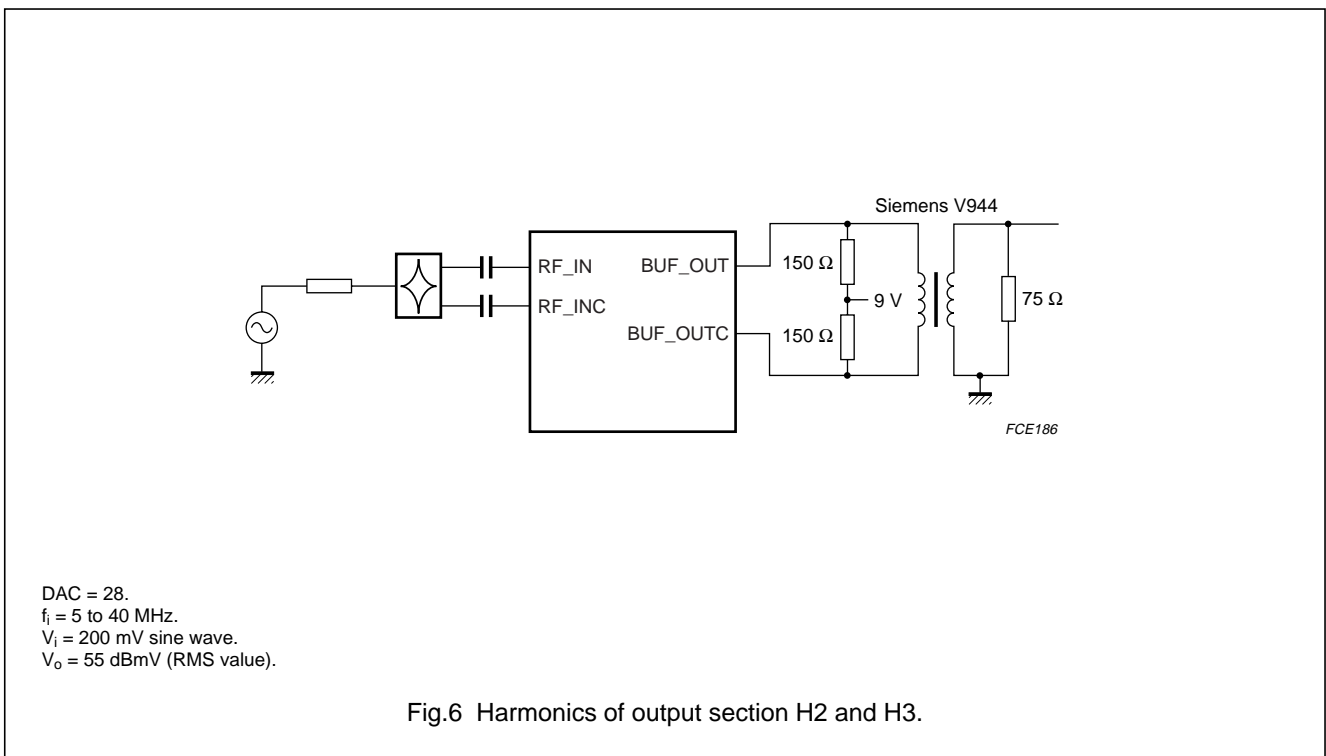 Siemens V944
RF_IN
BUF_OUT
150 Ω
9 V
75 Ω
RF_INC
BUF_OUTC
150 Ω
FCE186
DAC = 28.
fi = 5 to 40 MHz.
Vi = 200 mV sine wave.
Vo = 55 dBmV (RMS value).
Fig.6 Harmonics of output section H2 and H3.